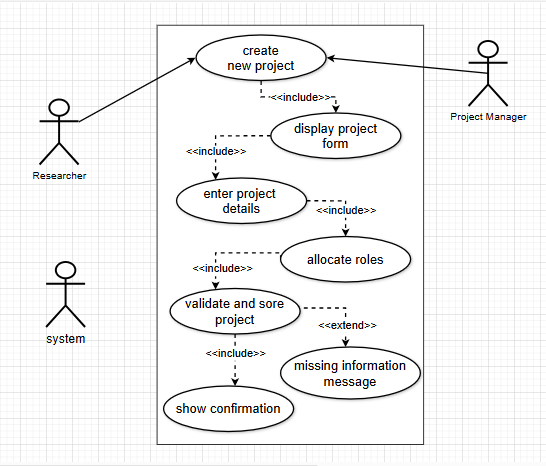 create
new project
Project Manager
<<include>>
display project
form
Researcher
<<include>>
enter project
details
<<include>>
allocate roles
<<include>>
validate and sore
project
<<extend>>
system
<<include>>
missing information
message
show confirmation